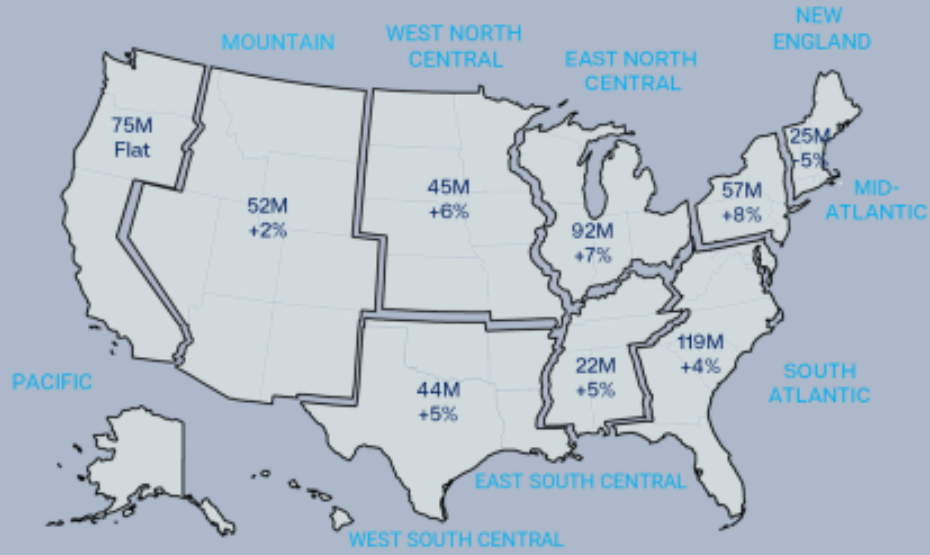 NEW
ENGLAND
MOUNTAIN
WEST NORTH
CENTRAL
EAST NORTH
CENTRAL
75M
Flat
25M
+5%
45M
+6%
57M
+8%
MID-
ATLANTIC
52M
+2%
92M
+7%
119M
+4%
22M
+5%
44M
+5%
PACIFIC
SOUTH
ATLANTIC
EAST SOUTH CENTRAL
WEST SOUTH CENTRAL